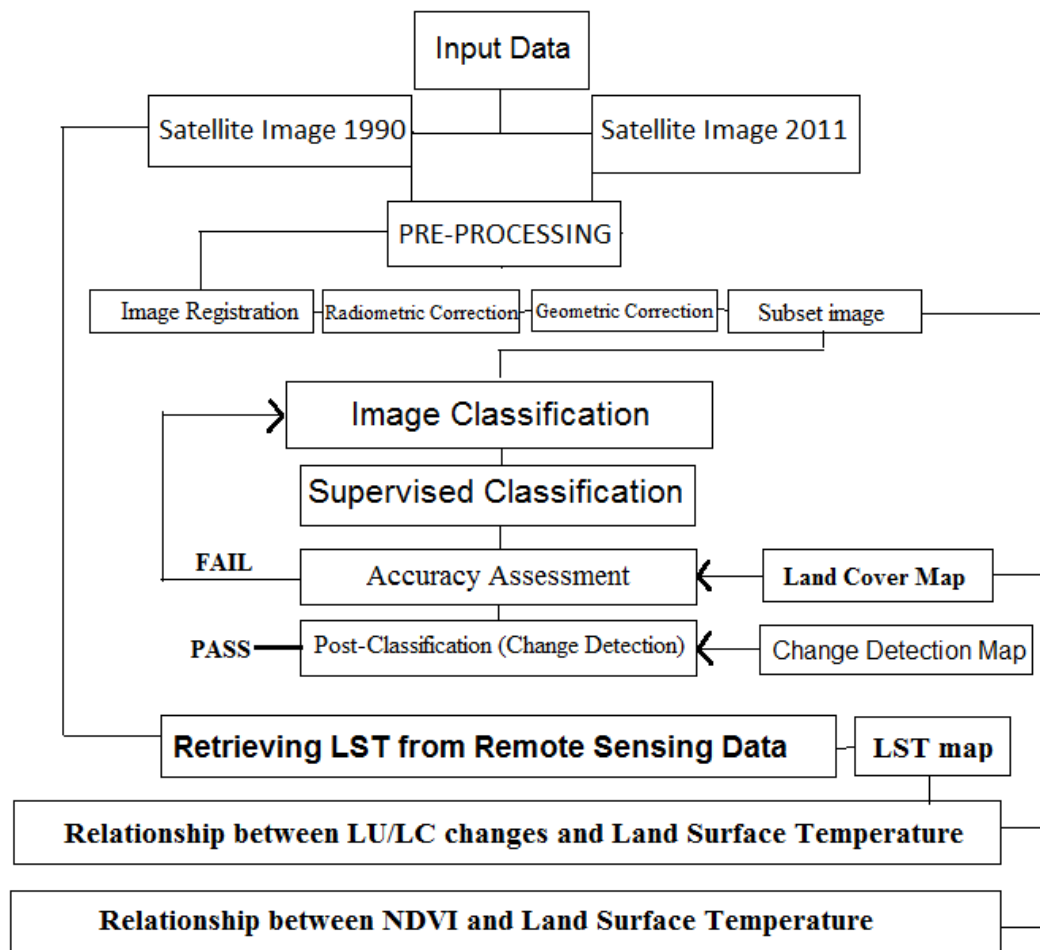 Input Data
Satellite Image 1990
Satellite Image 2011
PRE-PROCESSING
Image Registration
Radiometric Correction
Geometric Correction
Subset image
Image Classification
Supervised Classification
FAIL
Accuracy Assessment
Land Cover Map
PASS
Post-Classification (Change Detection)
Change Detection Map
Retrieving LST from Remote Sensing Data
LST map
Relationship between LU/LC changes and Land Surface Temperature
Relationship between NDVI and Land Surface Temperature